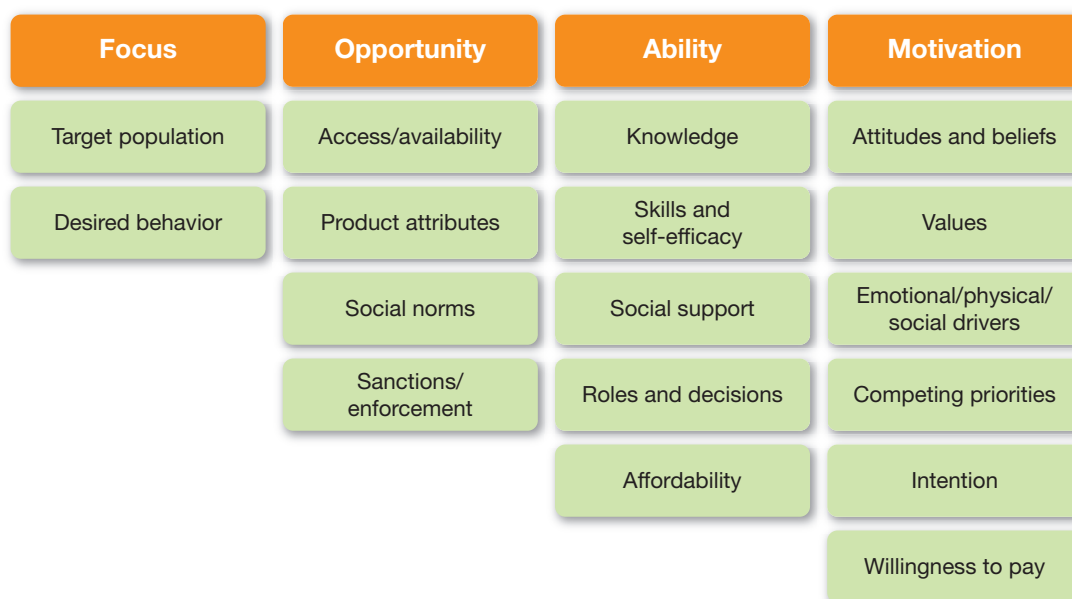 Focus
Target population
Desired behavior
Opportunity
Access/availability
Product attributes
Social norms
Sanctions/
enforcement
Ability
Knowledge
Skills and
self-efficacy
Social support
Roles and decisions
Affordability
Motivation
Attitudes and beliefs
Values
Emotional/physical/
social drivers
Competing priorities
Intention
Willingness to pay